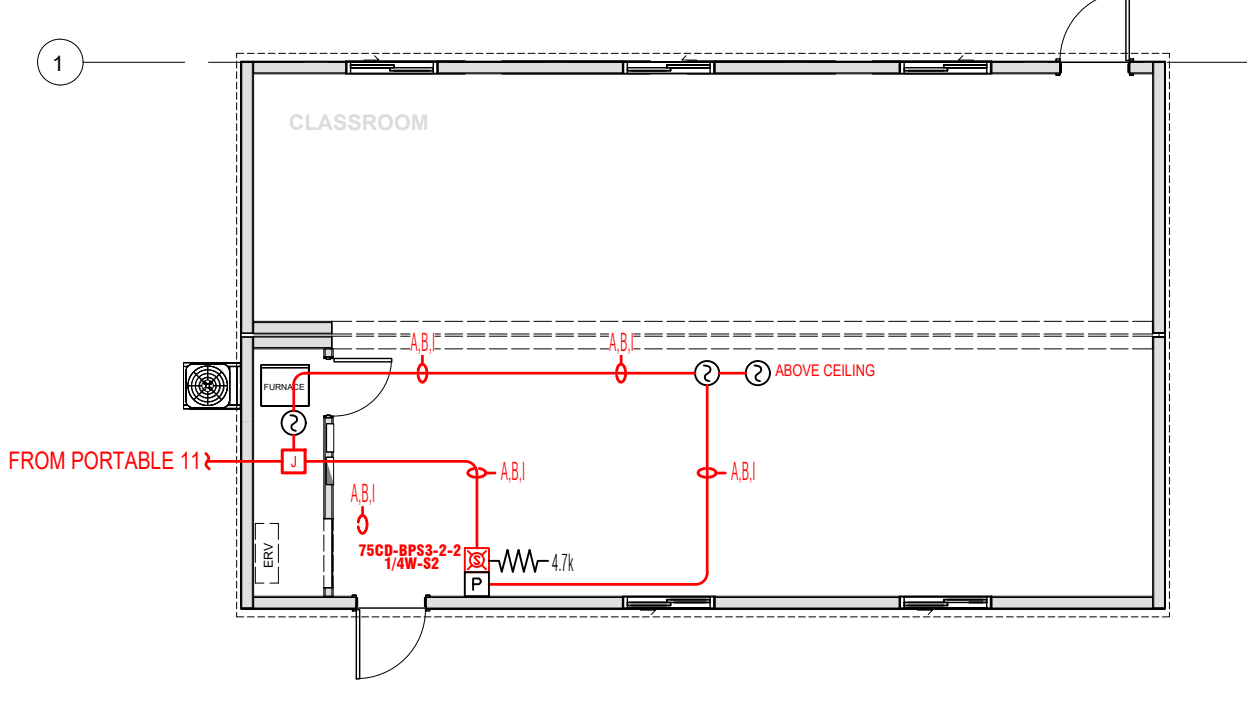 1
CLASSROOM
A,B,I
A,B,I
ABOVE CEILING
FURNACE
FROM PORTABLE 11
J
A,B,I
A,B,I
A,B,I
75CD-BPS3-2-2
1/4W-S2
S
4.7k
ERV
P